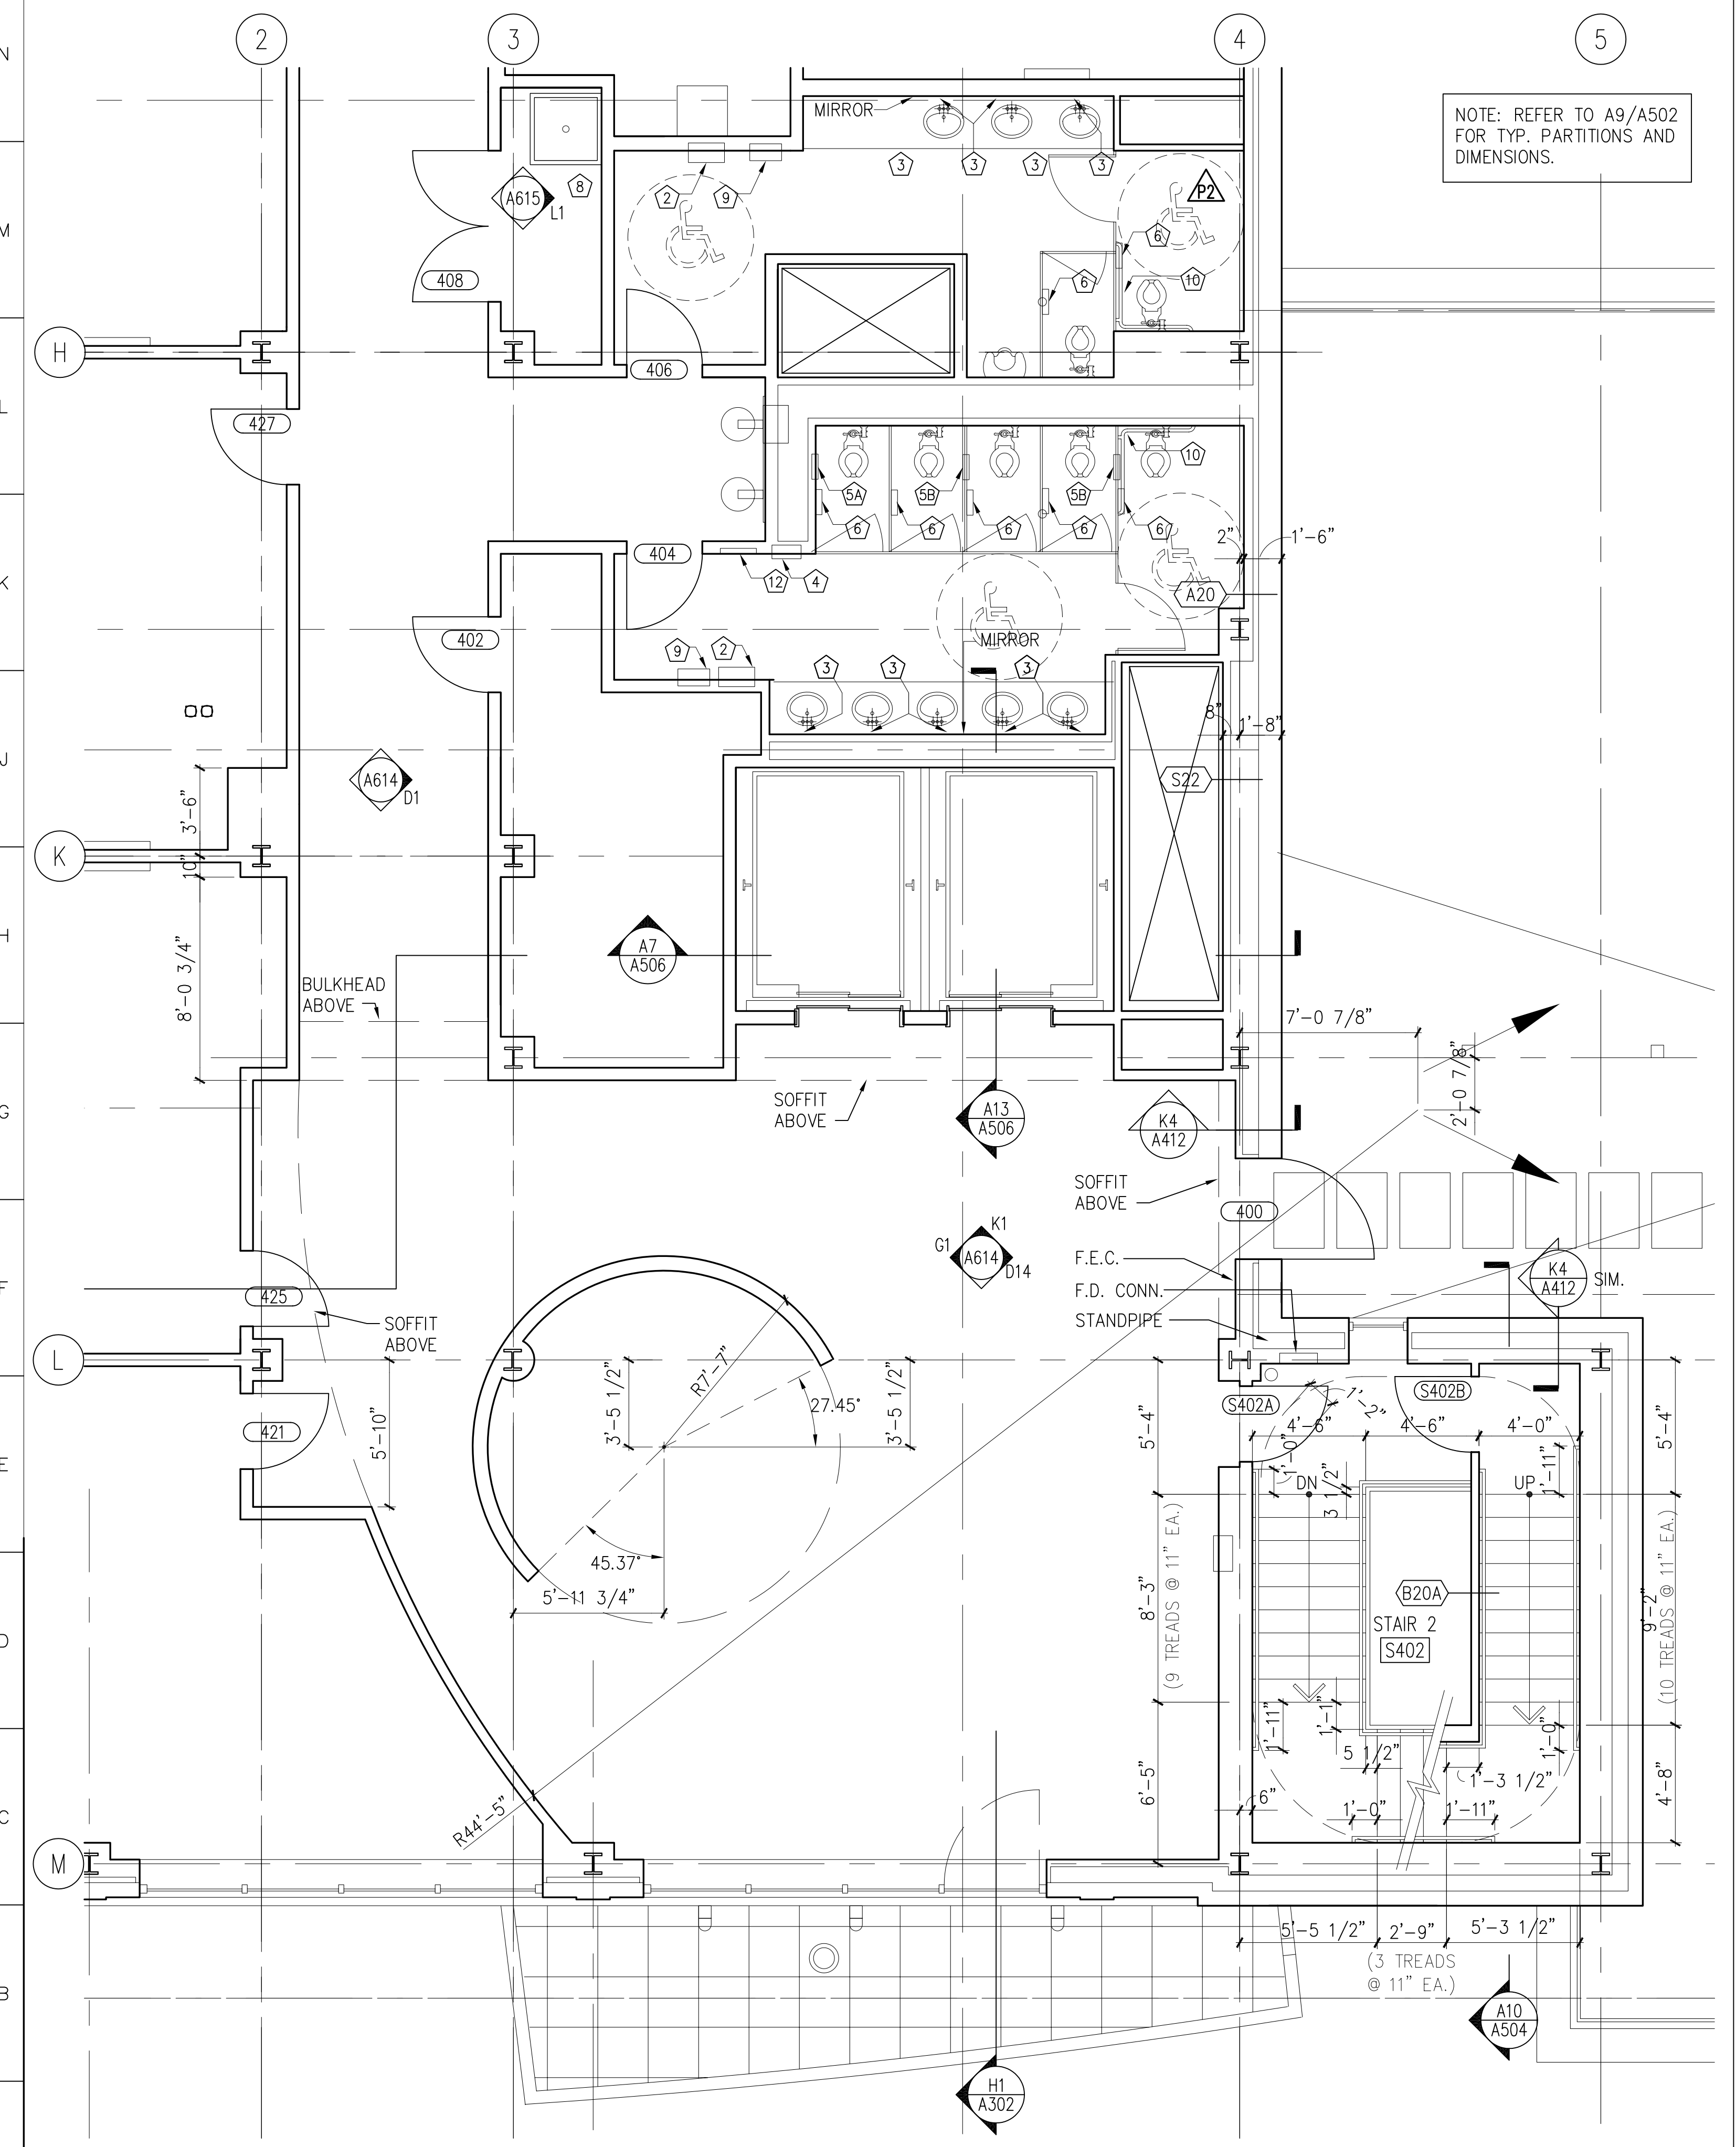 2
3
4
5
N
M
L
K
J
H
G
F
E
D
C
B
H
K
L
M
NOTE: REFER TO A9/A502
FOR TYP. PARTITIONS AND
DIMENSIONS.
MIRROR
3
3
3
3
2
9
8
A615
L1
P2
6
6
10
408
406
427
404
402
5A
5B
5B
10
6
6
6
6
6
12
4
2"
1'-6"
A20
MIRROR
9
2
3
3
3
8"
1'-8"
S22
A614
D1
3'-6"
10"
8'-0 3/4"
A7
A506
BULKHEAD
ABOVE
7'-0 7/8"
2'-0 7/8"
SOFFIT
ABOVE
A13
A506
K4
A412
SOFFIT
ABOVE
400
G1
K1
A614
D14
F.E.C.
F.D. CONN.
STANDPIPE
K4
A412
SIM.
425
SOFFIT
ABOVE
421
5'-10"
3'-5 1/2"
R7'-7"
27.45°
3'-5 1/2"
45.37°
5'-11 3/4"
R44'-5"
S402A
S402B
1'-2"
4'-6"
4'-6"
4'-0"
5'-4"
5'-4"
1'-0"
3 1/2"
1'-11"
DN
UP
8'-3"
(9 TREADS @ 11" EA.)
9'-2"
(10 TREADS @ 11" EA.)
B20A
STAIR 2
S402
1'-11"
1'-1"
5 1/2"
1'-0"
1'-3 1/2"
6'-5"
4'-8"
6"
1'-0"
1'-11"
5'-5 1/2"
2'-9"
5'-3 1/2"
(3 TREADS
@ 11" EA.)
A10
A504
H1
A302